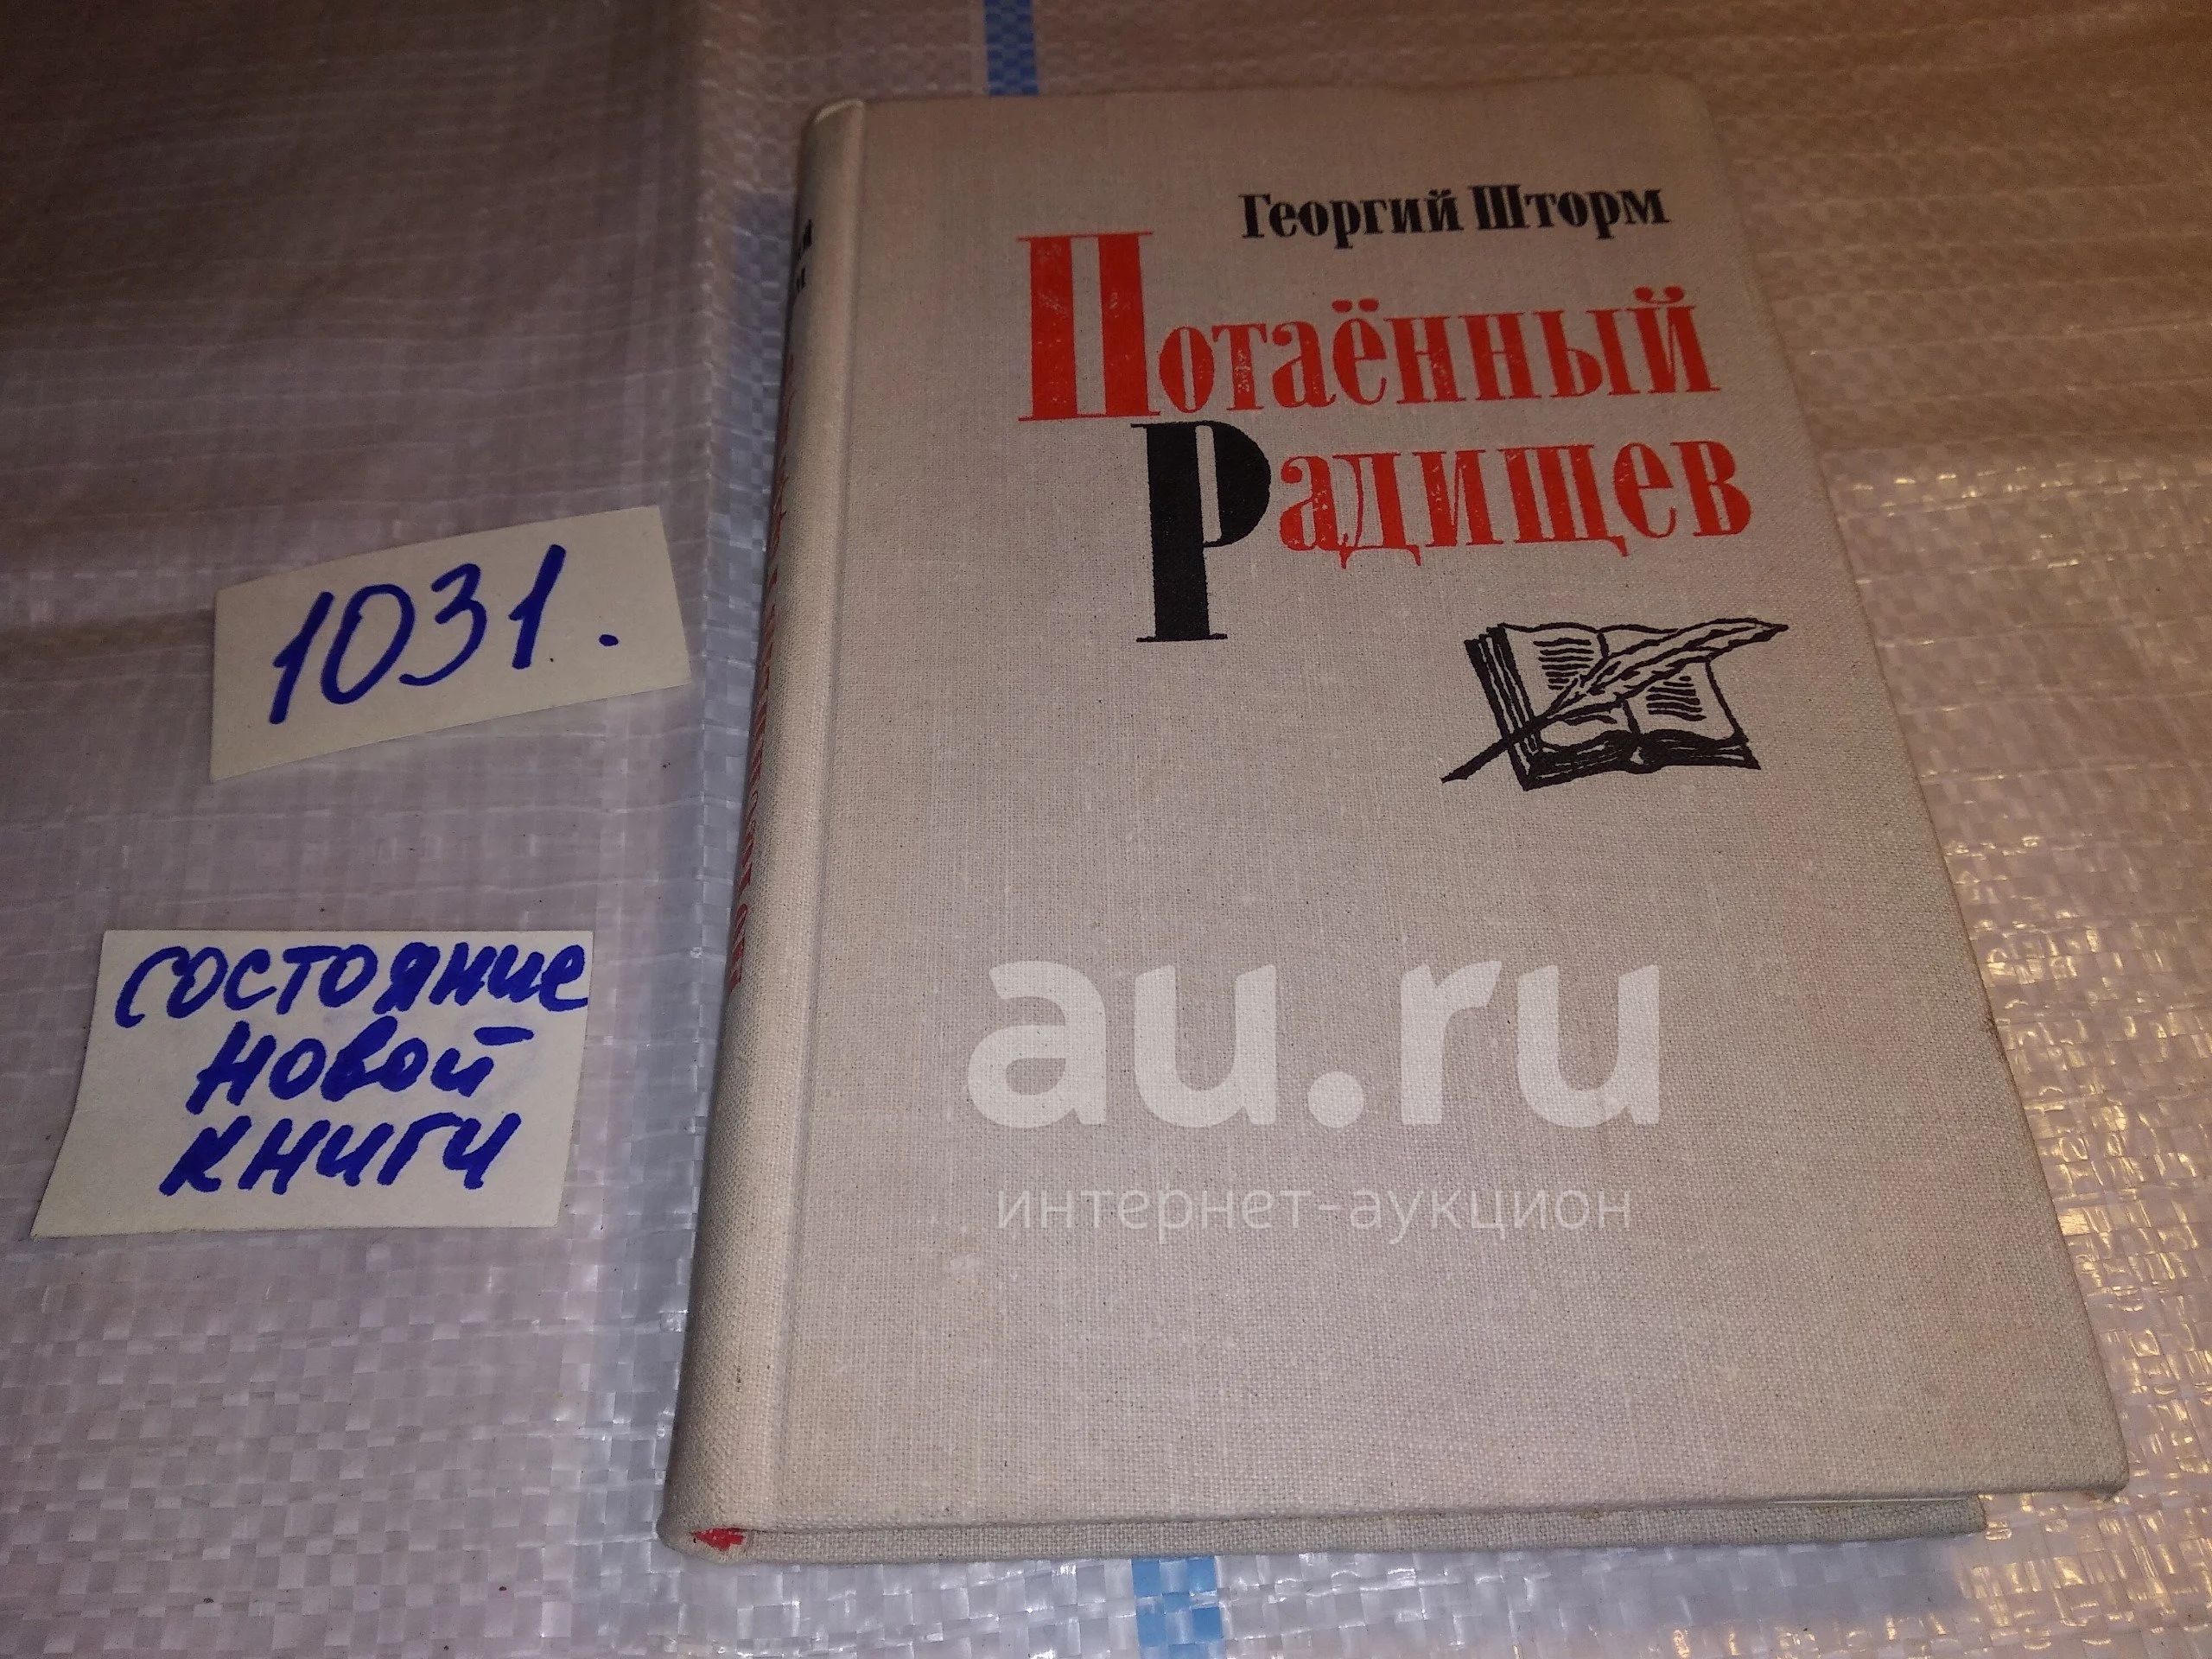 Георгий Шторм
Потаённый
Радищев
1031.
состояние
новой
книги
au.ru
интернет-аукцион